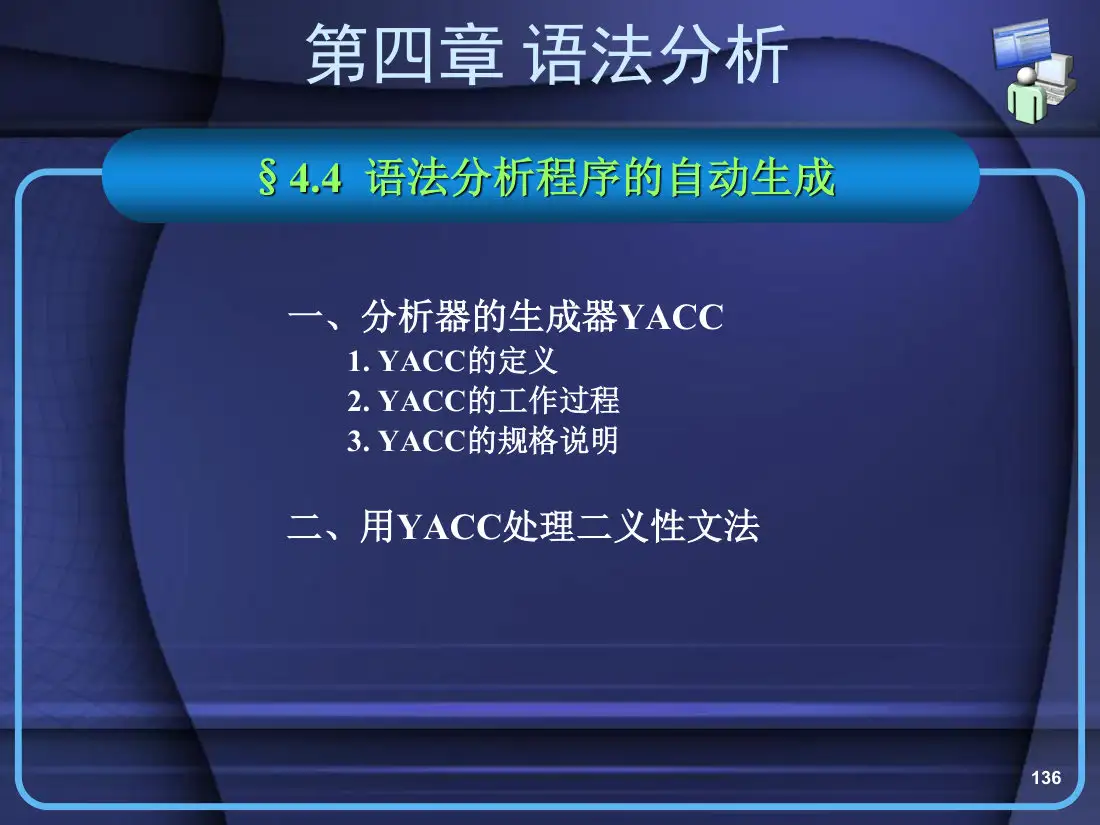 第四章 语法分析
§4.4 语法分析程序的自动生成
一、分析器的生成器YACC
1. YACC的定义
2. YACC的工作过程
3. YACC的规格说明
二、用YACC处理二义性文法
136